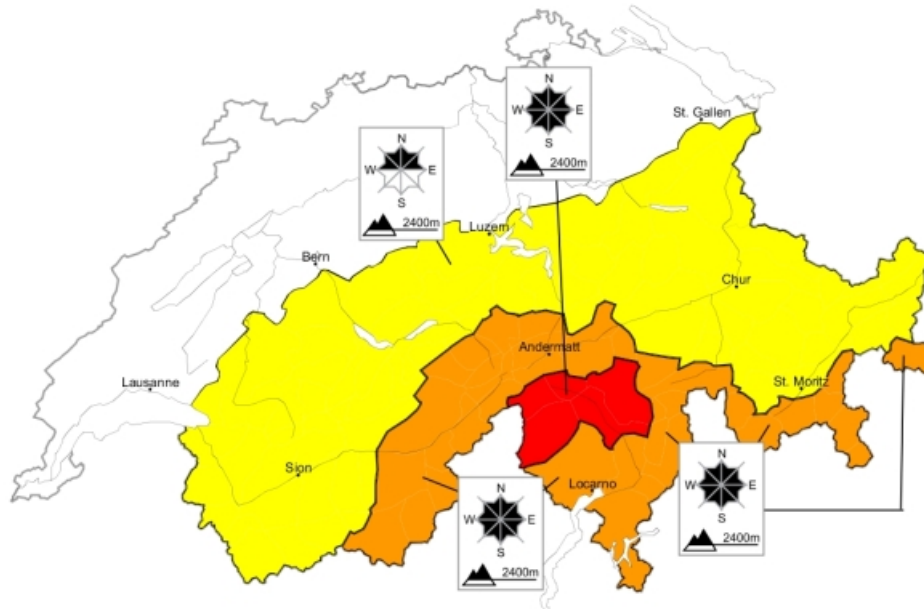 N
W E
S
2400m
St. Gallen
N
W E
S
2400m
Luzern
Bern
Chur
Andermatt
Lausanne
St. Moritz
Sion
Locarno
N
W E
S
2400m
N
W E
S
2400m